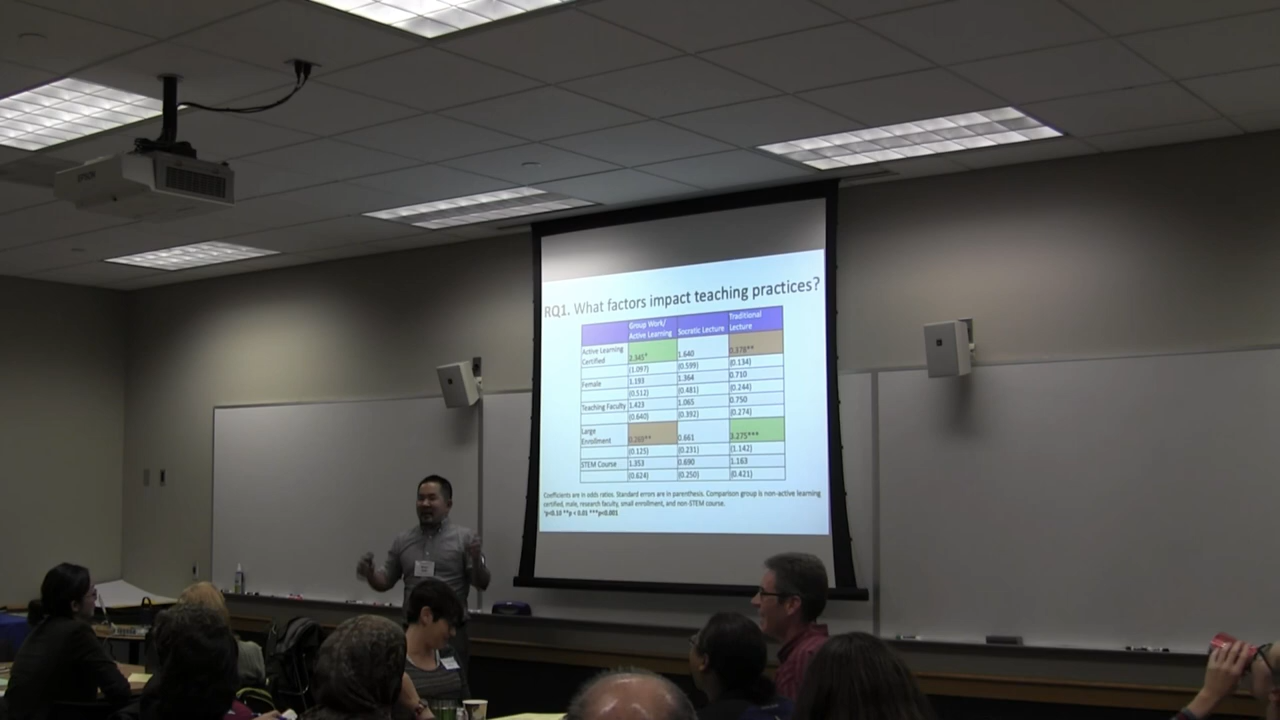 EPSON
RQ1. What factors impact teaching practices?
Group Work/ Active Learning Socratic Lecture Traditional Lecture
Active Learning Certified 2.345* 1.640 0.378**
(1.097) (0.599) (0.134)
Female 1.193 1.364 0.710
(0.512) (0.481) (0.244)
Teaching Faculty 1.423 1.065 0.750
(0.640) (0.392) (0.274)
Large Enrollment 0.269** 0.661 3.275***
(0.125) (0.231) (1.142)
STEM Course 1.353 0.690 1.163
(0.624) (0.250) (0.421)
Coefficients are in odds ratios. Standard errors are in parenthesis. Comparison group is non-active learning
certified, male, research faculty, small enrollment, and non-STEM course.
*p<0.10 **p < 0.01 ***p<0.001